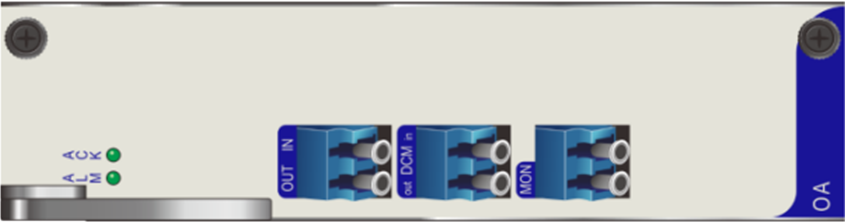 ACK
ALM
OUT IN
out DCM in
MON
OA